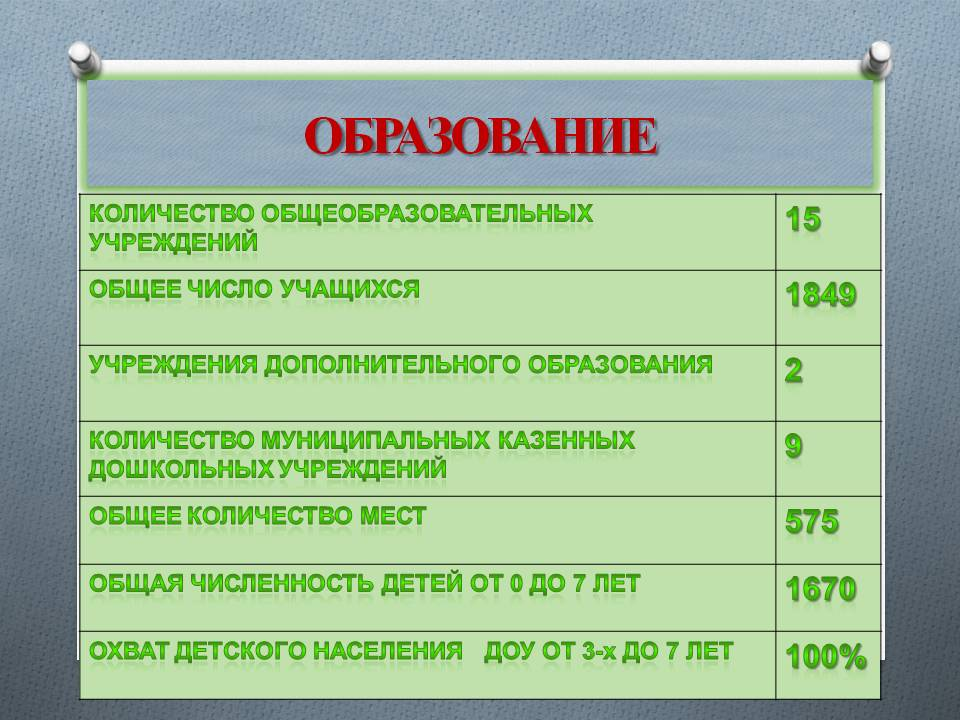 ОБРАЗОВАНИЕ
КОЛИЧЕСТВО ОБЩЕОБРАЗОВАТЕЛЬНЫХ
УЧРЕЖДЕНИЙ
15
ОБЩЕЕ ЧИСЛО УЧАЩИХСЯ
1849
УЧРЕЖДЕНИЯ ДОПОЛНИТЕЛЬНОГО ОБРАЗОВАНИЯ
2
КОЛИЧЕСТВО МУНИЦИПАЛЬНЫХ КАЗЕННЫХ
ДОШКОЛЬНЫХ УЧРЕЖДЕНИЙ
9
ОБЩЕЕ КОЛИЧЕСТВО МЕСТ
575
ОБЩАЯ ЧИСЛЕННОСТЬ ДЕТЕЙ ОТ 0 ДО 7 ЛЕТ
1670
ОХВАТ ДЕТСКОГО НАСЕЛЕНИЯ ДОУ ОТ 3-х ДО 7 ЛЕТ
100%